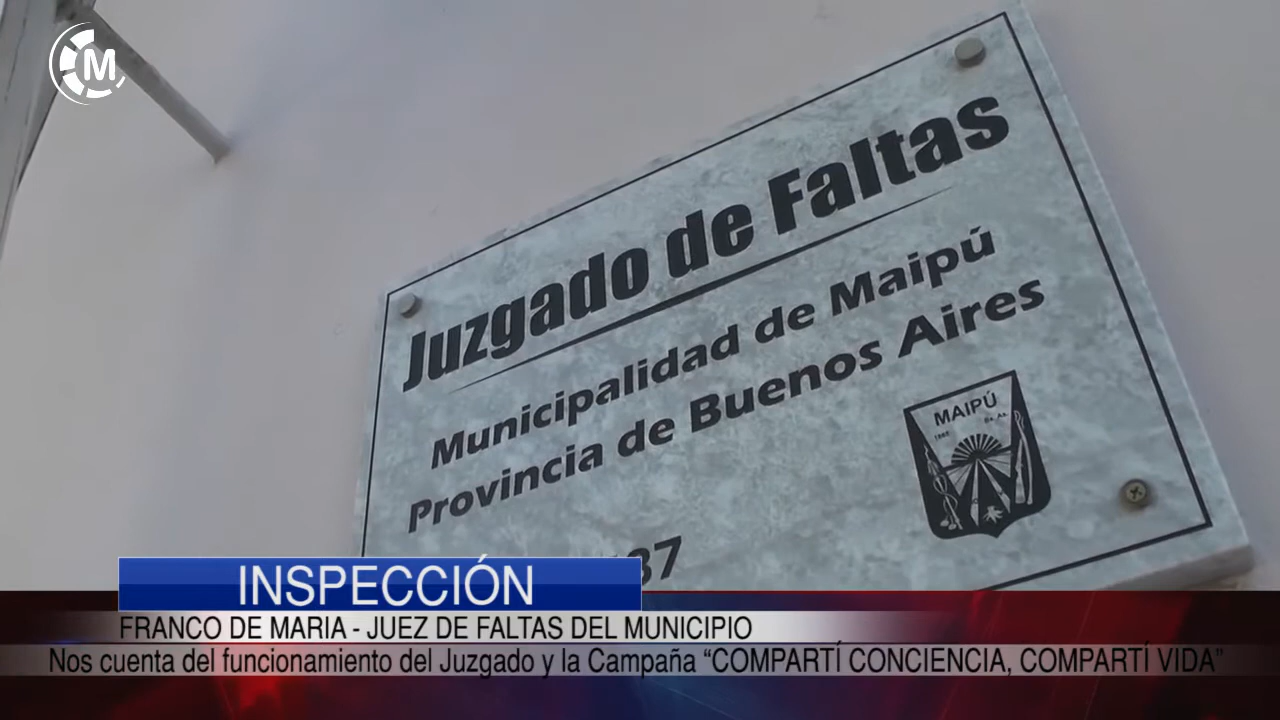 M
Juzgado de Faltas
Municipalidad de Maipú
Provincia de Buenos Aires
MAIPÚ
37
INSPECCIÓN
FRANCO DE MARIA - JUEZ DE FALTAS DEL MUNICIPIO
Nos cuenta del funcionamiento del Juzgado y la Campaña “COMPARTÍ CONCIENCIA, COMPARTÍ VIDA”